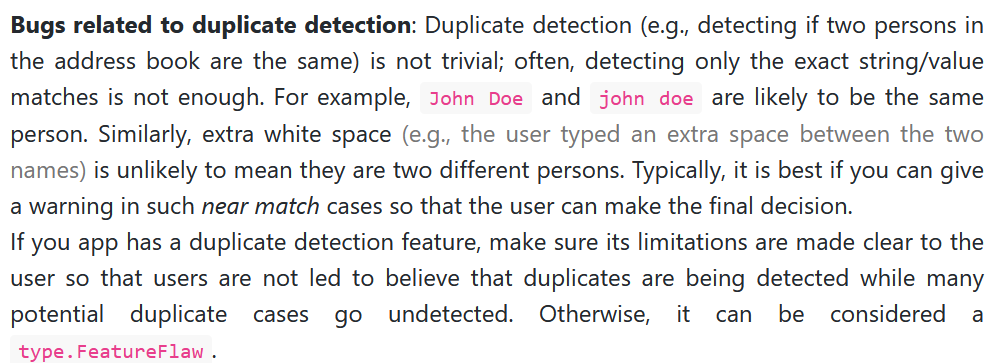 Bugs related to duplicate detection: Duplicate detection (e.g., detecting if two persons in
the address book are the same) is not trivial; often, detecting only the exact string/value
matches is not enough. For example, John Doe and john doe are likely to be the same
person. Similarly, extra white space (e.g., the user typed an extra space between the two
names) is unlikely to mean they are two different persons. Typically, it is best if you can give
a warning in such near match cases so that the user can make the final decision.
If you app has a duplicate detection feature, make sure its limitations are made clear to the
user so that users are not led to believe that duplicates are being detected while many
potential duplicate cases go undetected. Otherwise, it can be considered a
type.FeatureFlaw.